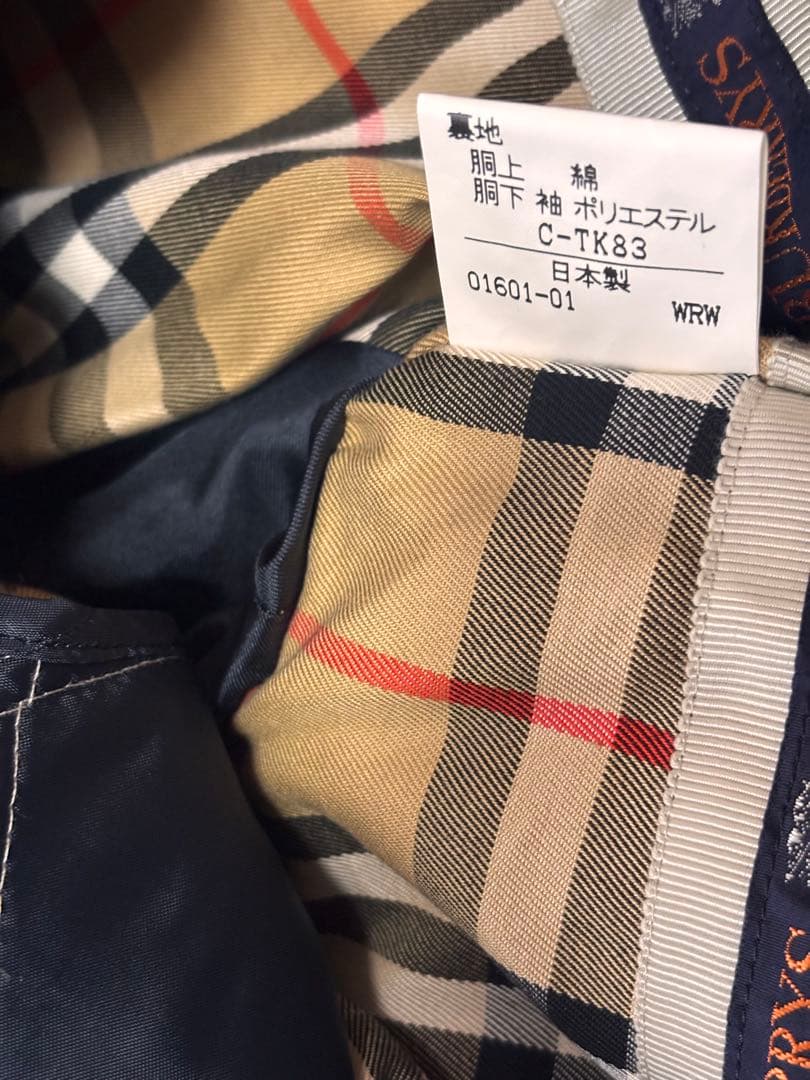 裏地
胴上 綿
胴下 袖 ポリエステル
C-TK83
日本製
01601-01 WRW